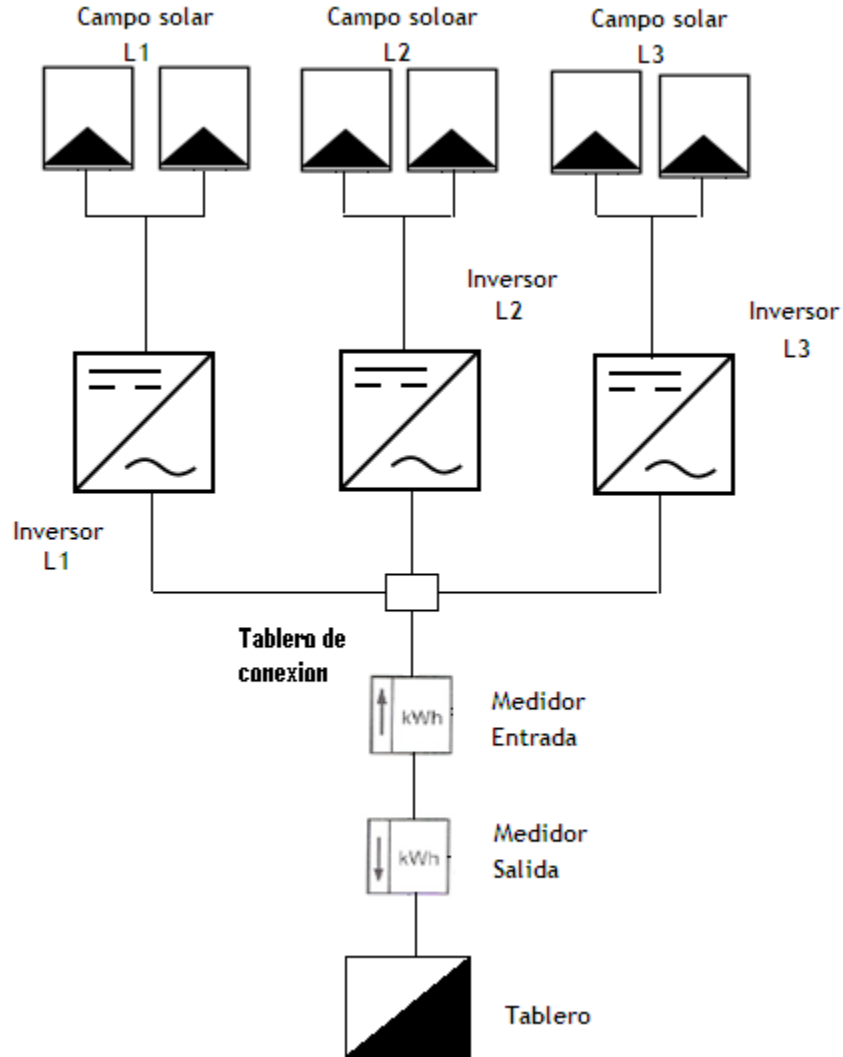 Campo solar
L1
Campo soloar
L2
Campo solar
L3
Inversor
L2
Inversor
L3
Inversor
L1
Tablero de
conexion
kWh
Medidor
Entrada
kWh
Medidor
Salida
Tablero